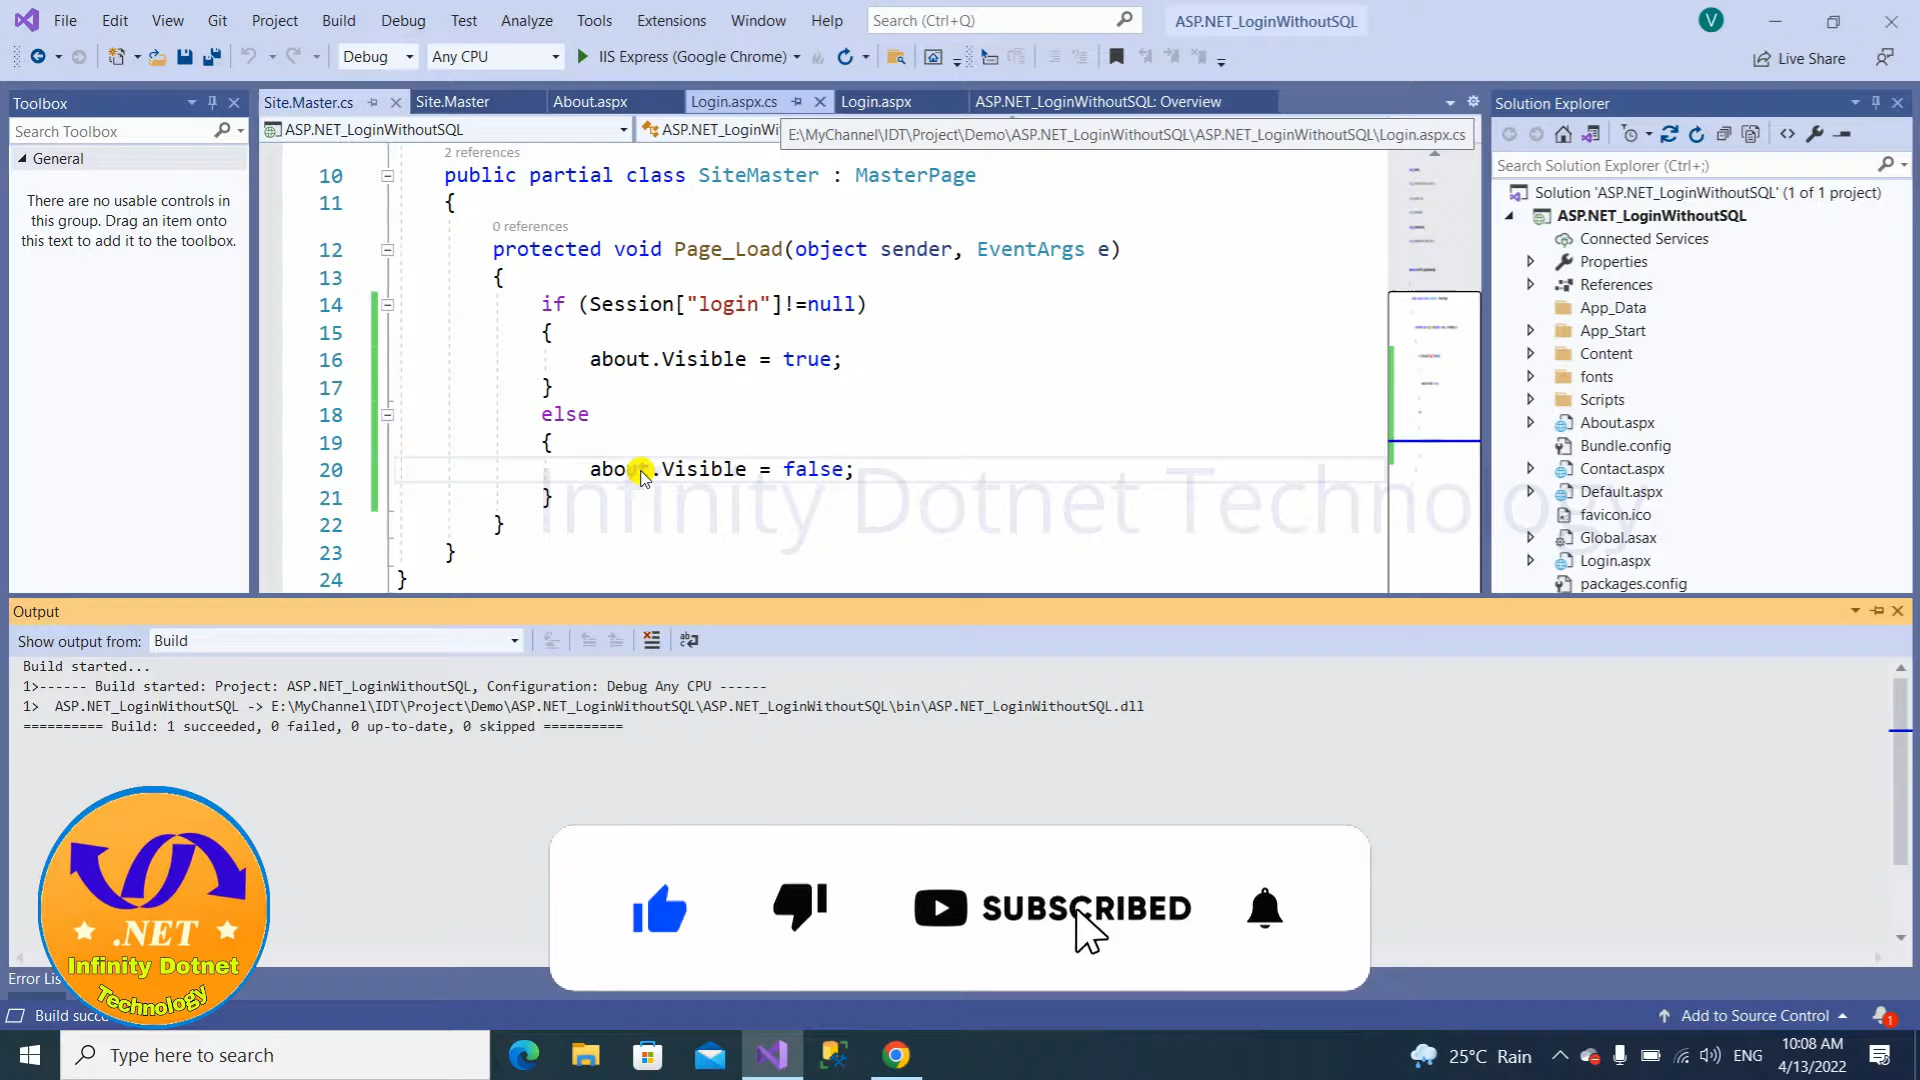 File Edit View Git Project Build Debug Test Analyze Tools Extensions Window Help Search (Ctrl+Q) ASP.NET_LoginWithoutSQL V
Debug Any CPU IIS Express (Google Chrome) Live Share
Toolbox
Search Toolbox
General
There are no usable controls in
this group. Drag an item onto
this text to add it to the toolbox.
Site.Master.cs Site.Master About.aspx Login.aspx.cs Login.aspx ASP.NET_LoginWithoutSQL: Overview
ASP.NET_LoginWithoutSQL ASP.NET_LoginWi
E:\MyChannel\IDT\Project\Demo\ASP.NET_LoginWithoutSQL\ASP.NET_LoginWithoutSQL\Login.aspx.cs
2 references
10 public partial class SiteMaster : MasterPage
11 {
0 references
12 protected void Page_Load(object sender, EventArgs e)
13 {
14 if (Session["login"]!=null)
15 {
16 about.Visible = true;
17 }
18 else
19 {
20 about.Visible = false;
21 }
22 }
23 }
24 }
Infinity Dotnet Technology
Solution Explorer
Search Solution Explorer (Ctrl+;)
Solution 'ASP.NET_LoginWithoutSQL' (1 of 1 project)
ASP.NET_LoginWithoutSQL
Connected Services
Properties
References
App_Data
App_Start
Content
fonts
Scripts
About.aspx
Bundle.config
Contact.aspx
Default.aspx
favicon.ico
Global.asax
Login.aspx
packages.config
Output
Show output from: Build
Build started...
1>------ Build started: Project: ASP.NET_LoginWithoutSQL, Configuration: Debug Any CPU ------
1> ASP.NET_LoginWithoutSQL -> E:\MyChannel\IDT\Project\Demo\ASP.NET_LoginWithoutSQL\ASP.NET_LoginWithoutSQL\bin\ASP.NET_LoginWithoutSQL.dll
========== Build: 1 succeeded, 0 failed, 0 up-to-date, 0 skipped ==========
.NET
Infinity Dotnet
Technology
SUBSCRIBED
Error Lis
Build succ
Add to Source Control 1
Type here to search
25°C Rain ENG
10:08 AM
4/13/2022